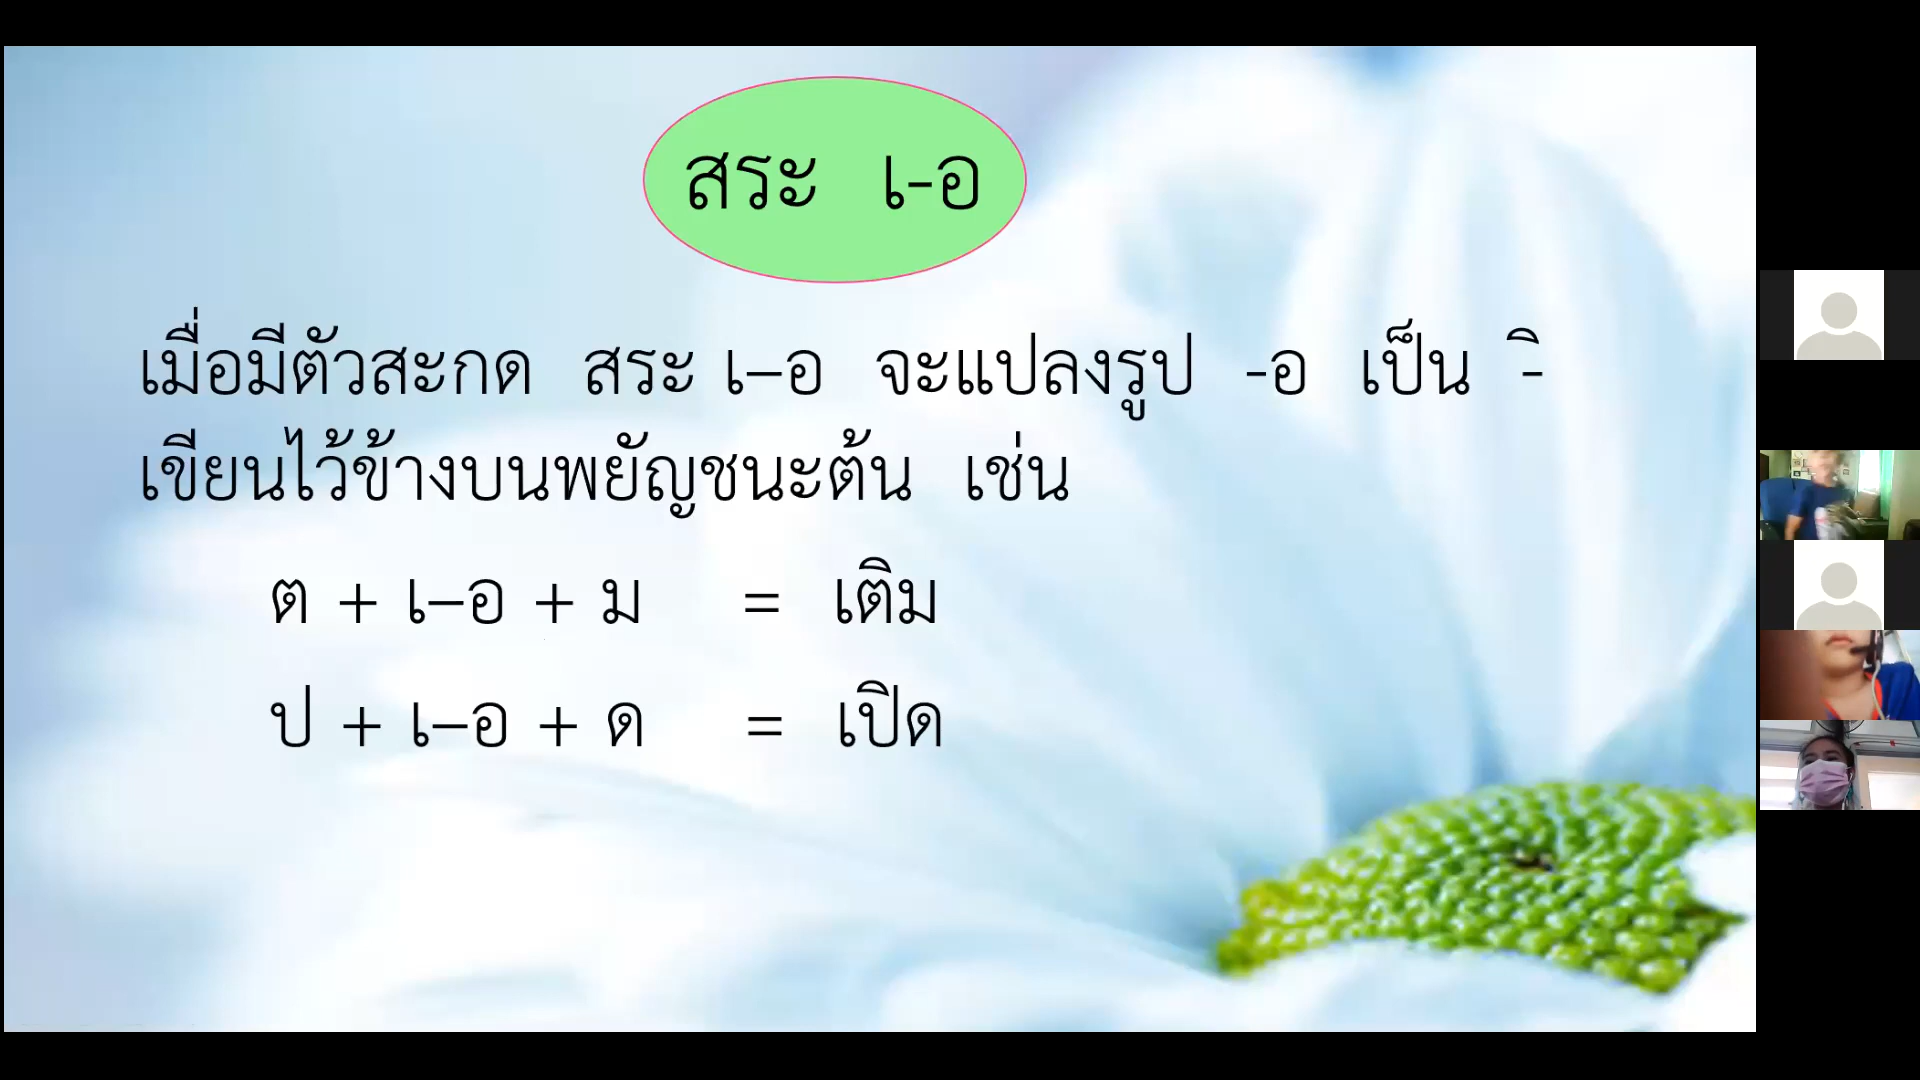 สระ เ-อ
เมื่อมีตัวสะกด สระ เ–อ จะแปลงรูป -อ เป็น -ิ
เขียนไว้ข้างบนพยัญชนะต้น เช่น
ต + เ–อ + ม = เติม
ป + เ–อ + ด = เปิด